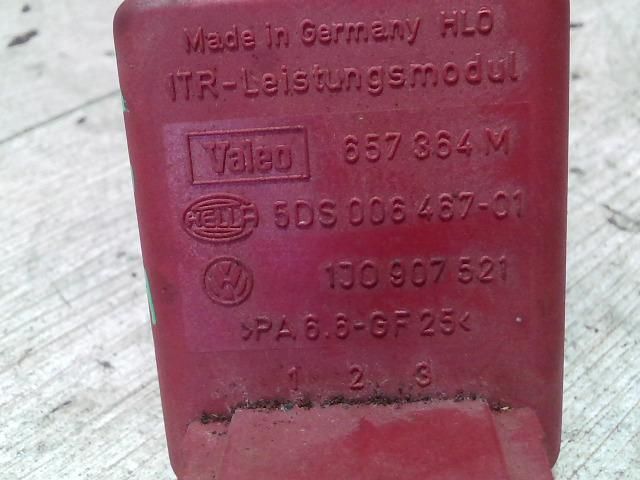 Made in Germany HLÖ
ITR-Leistungsmodul
Valeo 657 364 M
HELLA 5DS 006 467-01
VW 1J0 907 521
>PA 6.6-GF 25<
1 2 3